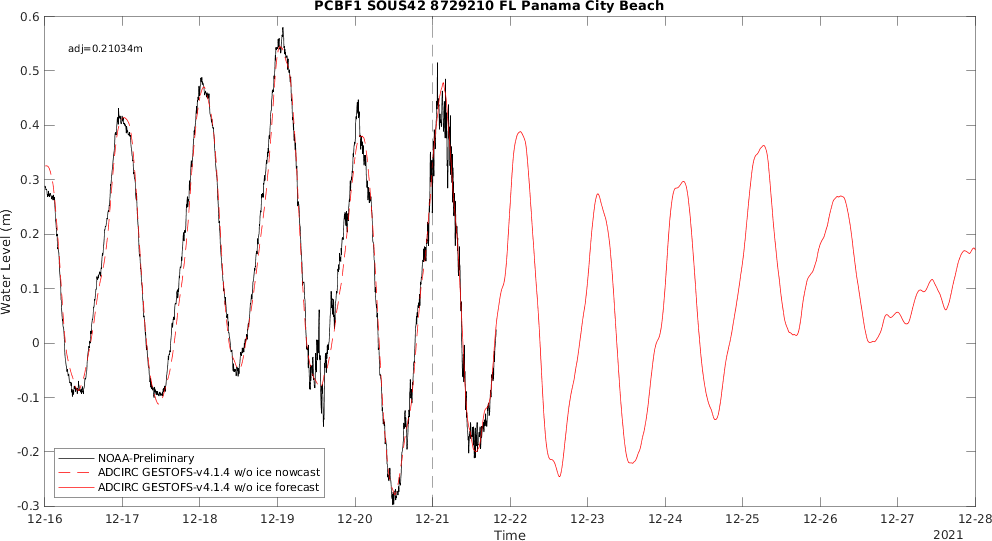 PCBF1 SOUS42 8729210 FL Panama City Beach
adj=0.21034m
0.6
0.5
0.4
0.3
0.2
0.1
0
-0.1
-0.2
-0.3
Water Level (m)
NOAA-Preliminary
ADCIRC GESTOFS-v4.1.4 w/o ice nowcast
ADCIRC GESTOFS-v4.1.4 w/o ice forecast
12-16 12-17 12-18 12-19 12-20 12-21 12-22 12-23 12-24 12-25 12-26 12-27 12-28
Time
2021